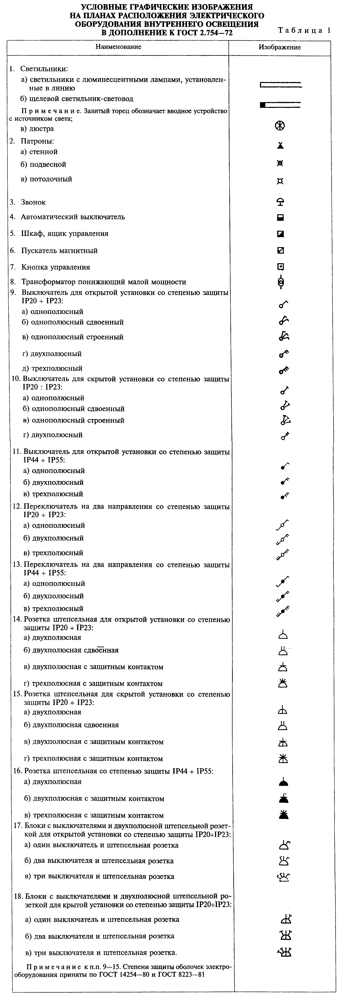 УСЛОВНЫЕ ГРАФИЧЕСКИЕ ИЗОБРАЖЕНИЯ
НА ПЛАНАХ РАСПОЛОЖЕНИЯ ЭЛЕКТРИЧЕСКОГО
ОБОРУДОВАНИЯ ВНУТРЕННЕГО ОСВЕЩЕНИЯ
В ДОПОЛНЕНИЕ К ГОСТ 2.754—72
Таблица 1
Наименование
Изображение
1. Светильники:
а) светильники с люминесцентными лампами, установлен-
ные в линию
б) щелевой светильник-световод
Примечание. Залитый торец обозначает вводное устройство
с источником света;
в) люстра
2. Патроны:
а) стенной
б) подвесной
в) потолочный
3. Звонок
4. Автоматический выключатель
5. Шкаф, ящик управления
6. Пускатель магнитный
7. Кнопка управления
8. Трансформатор понижающий малой мощности
9. Выключатель для открытой установки со степенью защиты
IP20 ÷ IP23:
а) однополюсный
б) однополюсный сдвоенный
в) однополюсный строенный
г) двухполюсный
д) трехполюсный
10. Выключатель для скрытой установки со степенью защиты
IP20 : IP23:
а) однополюсный
б) однополюсный сдвоенный
в) однополюсный строенный
г) двухполюсный
11. Выключатель для открытой установки со степенью защиты
IP44 ÷ IP55:
а) однополюсный
б) двухполюсный
в) трехполюсный
12. Переключатель на два направления со степенью защиты
IP20 ÷ IP23:
а) однополюсный
б) двухполюсный
в) трехполюсный
13. Переключатель на два направления со степенью защиты
IP44 ÷ IP55:
а) однополюсный
б) двухполюсный
в) трехполюсный
14. Розетка штепсельная для открытой установки со степенью
защиты IP20 ÷ IP23:
а) двухполюсная
б) двухполюсная сдвоенная
в) двухполюсная с защитным контактом
г) трехполюсная с защитным контактом
15. Розетка штепсельная для скрытой установки со степенью
защиты IP20 ÷ IP23:
а) двухполюсная
б) двухполюсная сдвоенная
в) двухполюсная с защитным контактом
г) трехполюсная с защитным контактом
16. Розетка штепсельная со степенью защиты IP44 ÷ IP55:
а) двухполюсная
б) двухполюсная с защитным контактом
в) трехполюсная с защитным контактом
17. Блоки с выключателями и двухполюсной штепсельной розет-
кой для открытой установки со степенью защиты IP20÷IP23:
а) один выключатель и штепсельная розетка
б) два выключателя и штепсельная розетка
в) три выключателя и штепсельная розетка
18. Блоки с выключателями и двухполюсной штепсельной ро-
зеткой для крытой установки со степенью защиты IP20÷IP23:
а) один выключатель и штепсельная розетка
б) два выключателя и штепсельная розетка
в) три выключателя и штепсельная розетка.
Примечание к п.п. 9—15. Степени защиты оболочек электро-
оборудования приняты по ГОСТ 14254—80 и ГОСТ 8223—81